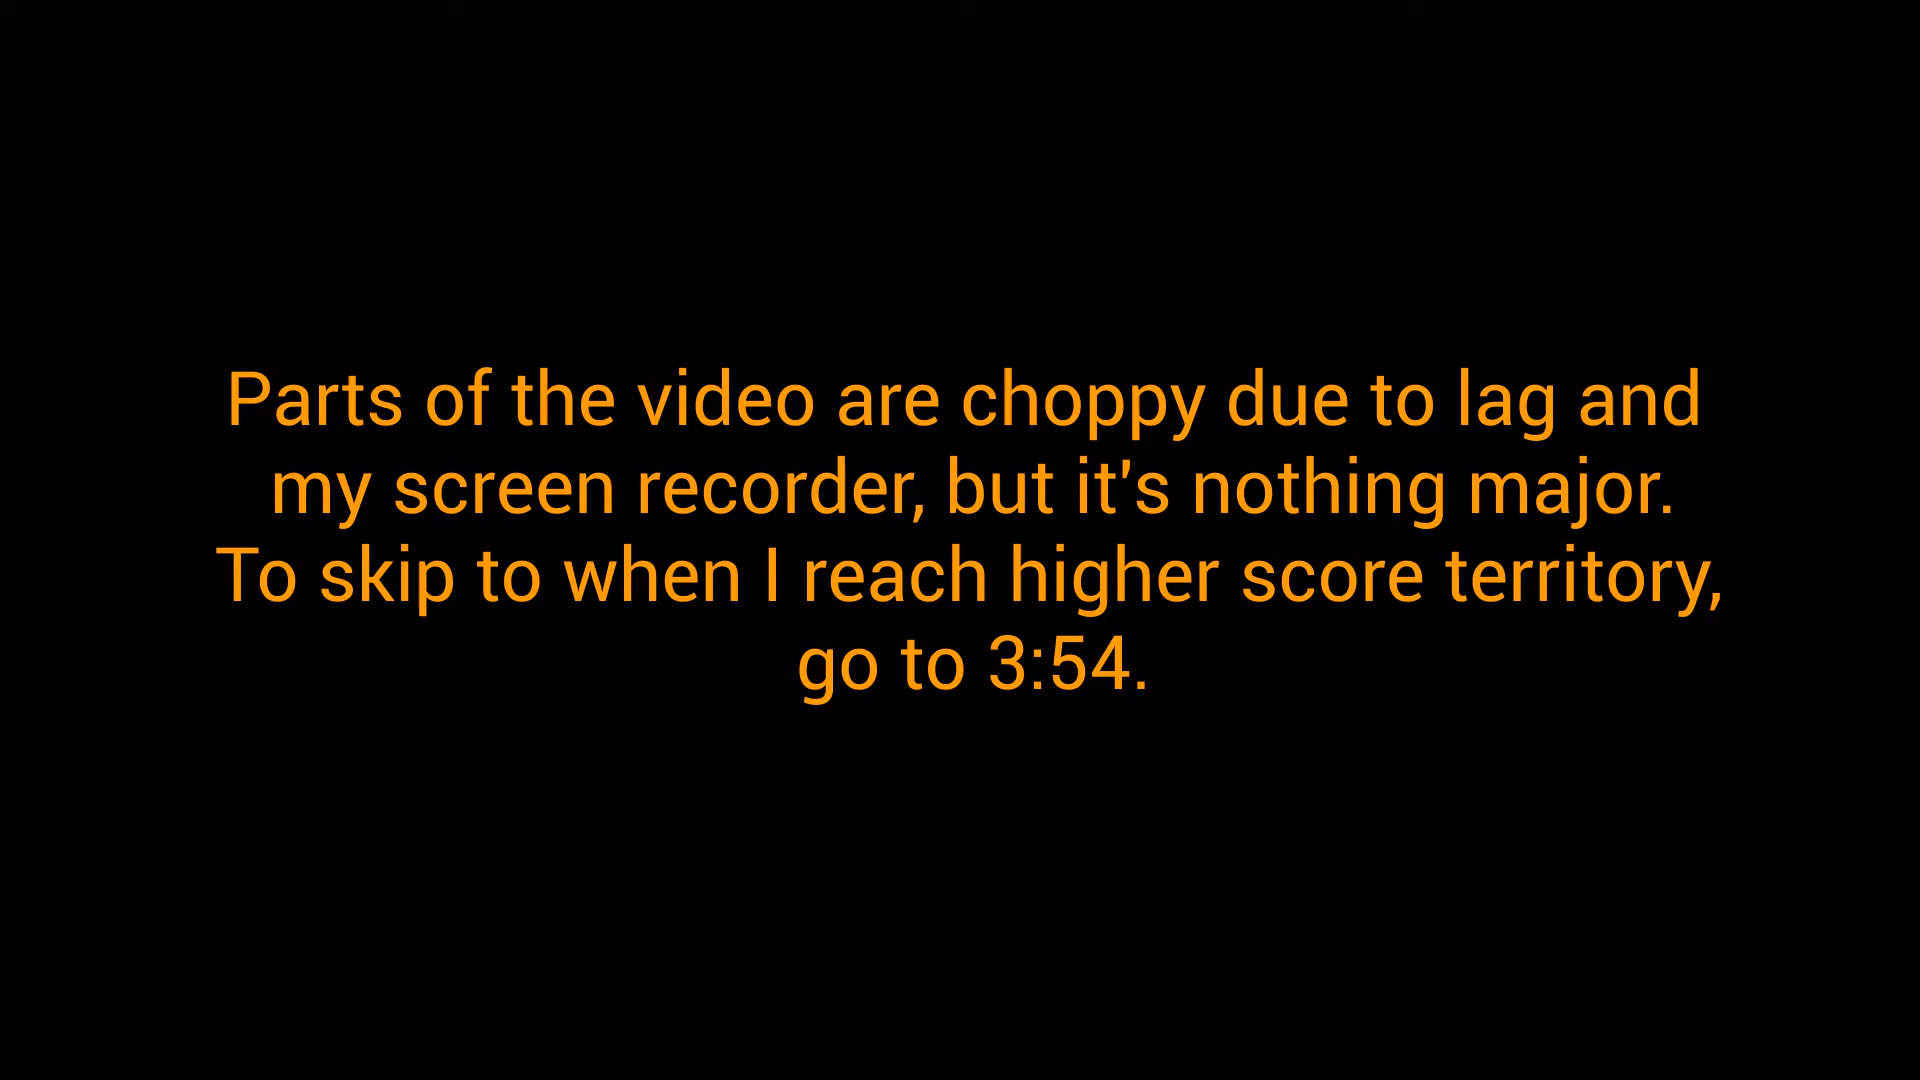 Parts of the video are choppy due to lag and
my screen recorder, but it's nothing major.
To skip to when I reach higher score territory,
go to 3:54.